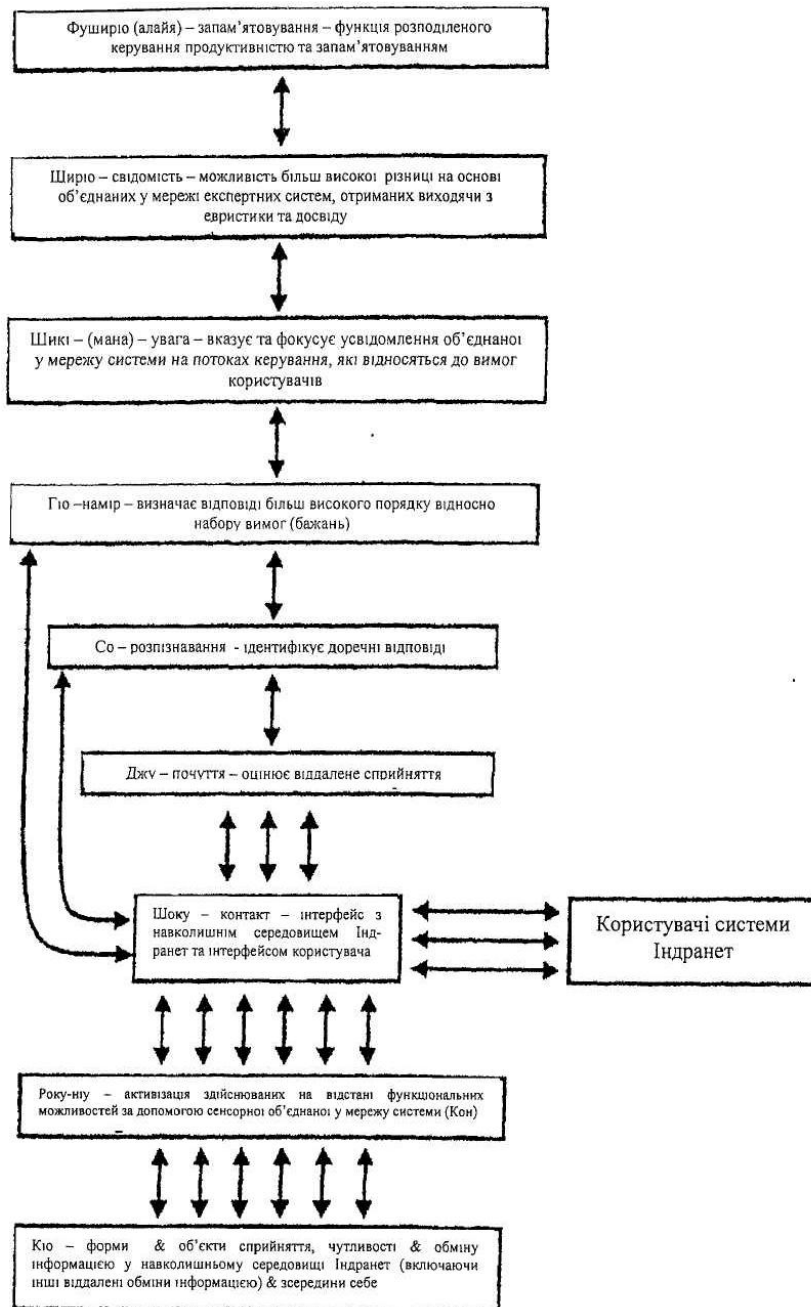 Фуширіо (алайя) – запам’ятовування – функція розподіленого
керування продуктивністю та запам’ятовуванням
Ширіо – свідомість – можливість більш високої різниці на основі
об’єднаних у мережі експертних систем, отриманих виходячи з
евристики та досвіду
Шикі – (мана) – увага – вказує та фокусує усвідомлення об’єднаної
у мережу системи на потоках керування, які відносяться до вимог
користувачів
Гіо –намір – визначає відповіді більш високого порядку відносно
набору вимог (бажань)
Со – розпізнавання - ідентифікує доречні відповіді
Джу – почуття – оцінює віддалене сприйняття
Шоку – контакт – інтерфейс з
навколишнім середовищем Інд-
ранет та інтерфейсом користувача
Користувачі системи
Індранет
Року-ніу – активізація здійснюваних на відстані функціональних
можливостей за допомогою сенсорної об’єднаної у мережу системи (Кон)
Кіо – форми & об’єкти сприйняття, чутливості & обміну
інформацією у навколишньому середовищі Індранет (включаючи
інші віддалені обміни інформацією) & зсередини себе